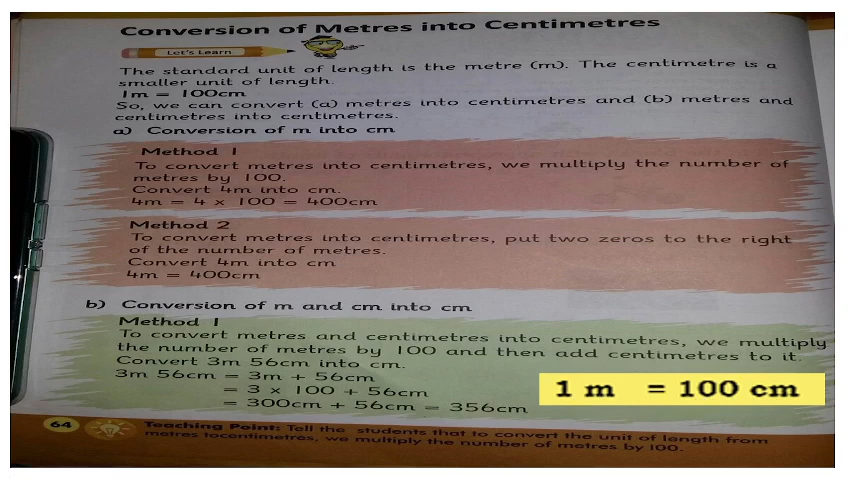 Conversion of Metres into Centimetres
Let's Learn
The standard unit of length is the metre (m). The centimetre is a
smaller unit of length.
1m = 100cm
So, we can convert (a) metres into centimetres and (b) metres and
centimetres into centimetres.
a) Conversion of m into cm
Method 1
To convert metres into centimetres, we multiply the number of
metres by 100.
Convert 4m into cm.
4m = 4 x 100 = 400cm
Method 2
To convert metres into centimetres, put two zeros to the right
of the number of metres.
Convert 4m into cm
4m = 400cm
b) Conversion of m and cm into cm
Method 1
To convert metres and centimetres into centimetres, we multiply
the number of metres by 100 and then add centimetres to it.
Convert 3m 56cm into cm.
3m 56cm = 3m + 56cm
= 3 x 100 + 56cm
= 300cm + 56cm = 356cm
1 m = 100 cm
64
Teaching Point: Tell the students that to convert the unit of length from
metres tocentimetres, we multiply the number of metres by 100.